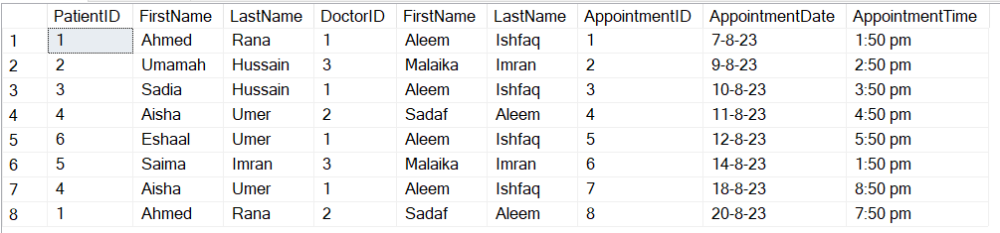 PatientID FirstName LastName DoctorID FirstName LastName AppointmentID AppointmentDate AppointmentTime
1 1 Ahmed Rana 1 Aleem Ishfaq 1 7-8-23 1:50 pm
2 2 Umamah Hussain 3 Malaika Imran 2 9-8-23 2:50 pm
3 3 Sadia Hussain 1 Aleem Ishfaq 3 10-8-23 3:50 pm
4 4 Aisha Umer 2 Sadaf Aleem 4 11-8-23 4:50 pm
5 6 Eshaal Umer 1 Aleem Ishfaq 5 12-8-23 5:50 pm
6 5 Saima Imran 3 Malaika Imran 6 14-8-23 1:50 pm
7 4 Aisha Umer 1 Aleem Ishfaq 7 18-8-23 8:50 pm
8 1 Ahmed Rana 2 Sadaf Aleem 8 20-8-23 7:50 pm